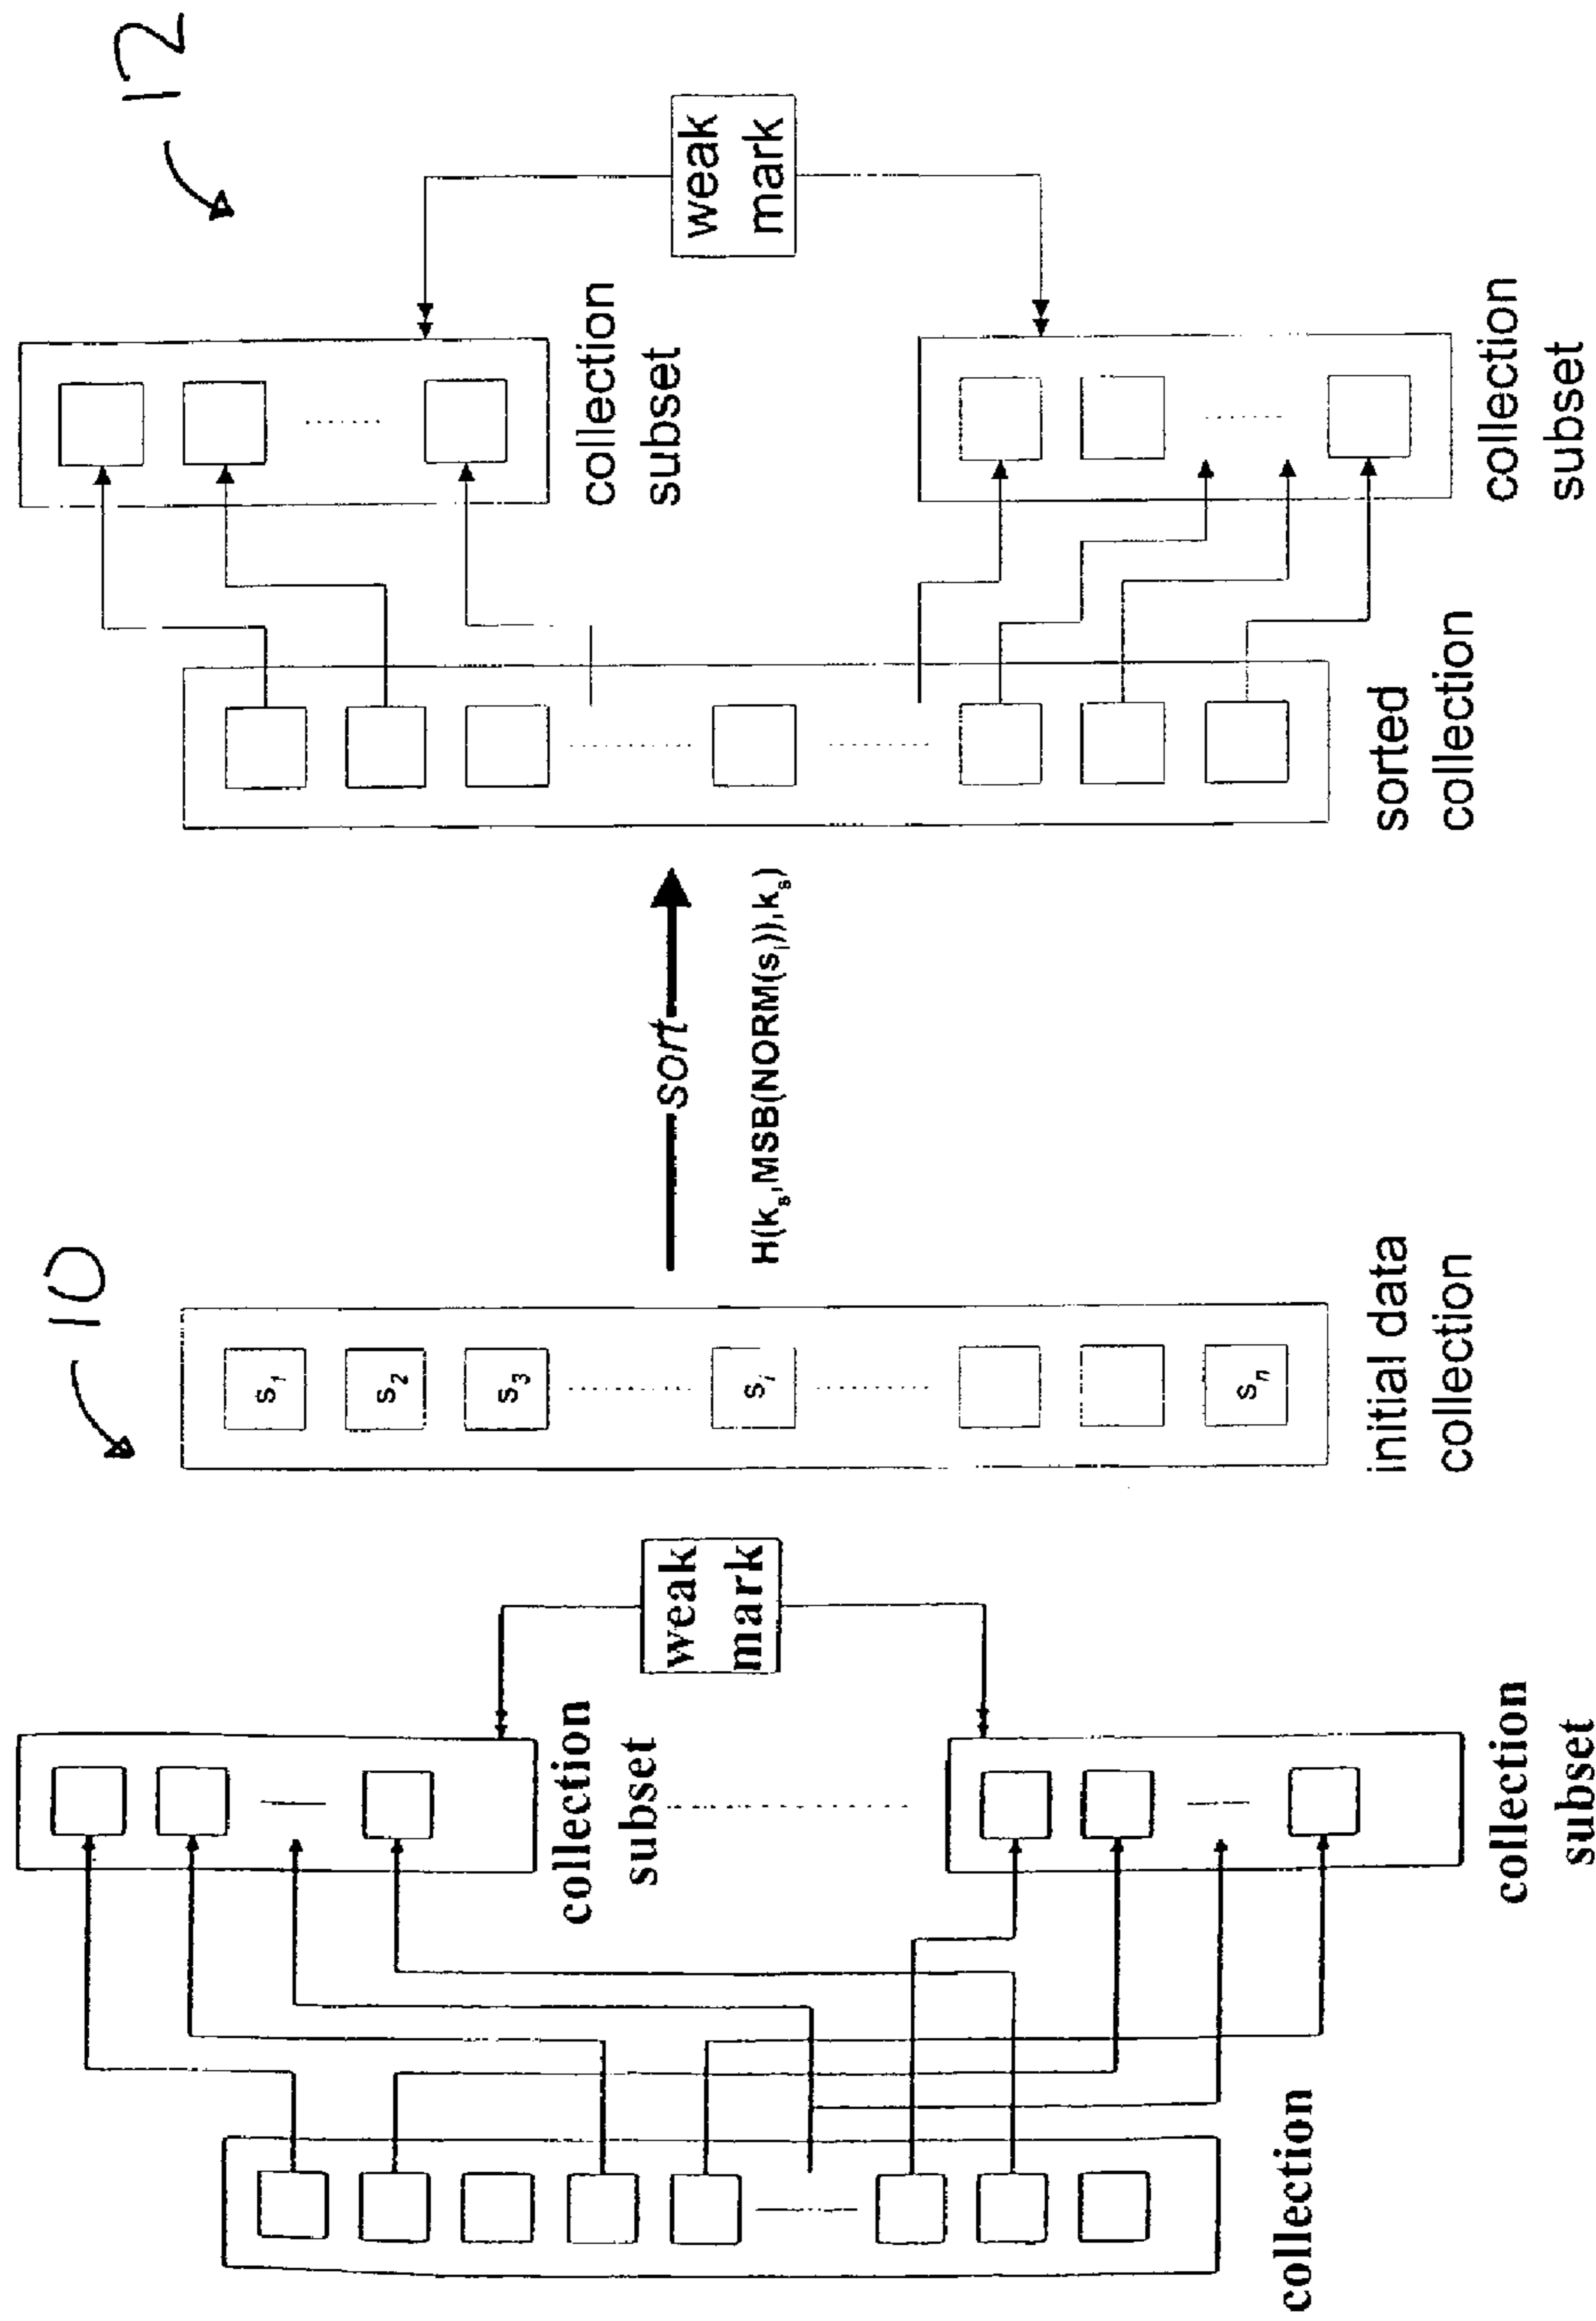 10
collection
collection
subset
collection
subset
weak
mark
12
initial data
collection
s1
s2
s3
si
sn
sort
H(ks,MSB(NORM(si)),ks)
sorted
collection
collection
subset
collection
subset
weak
mark